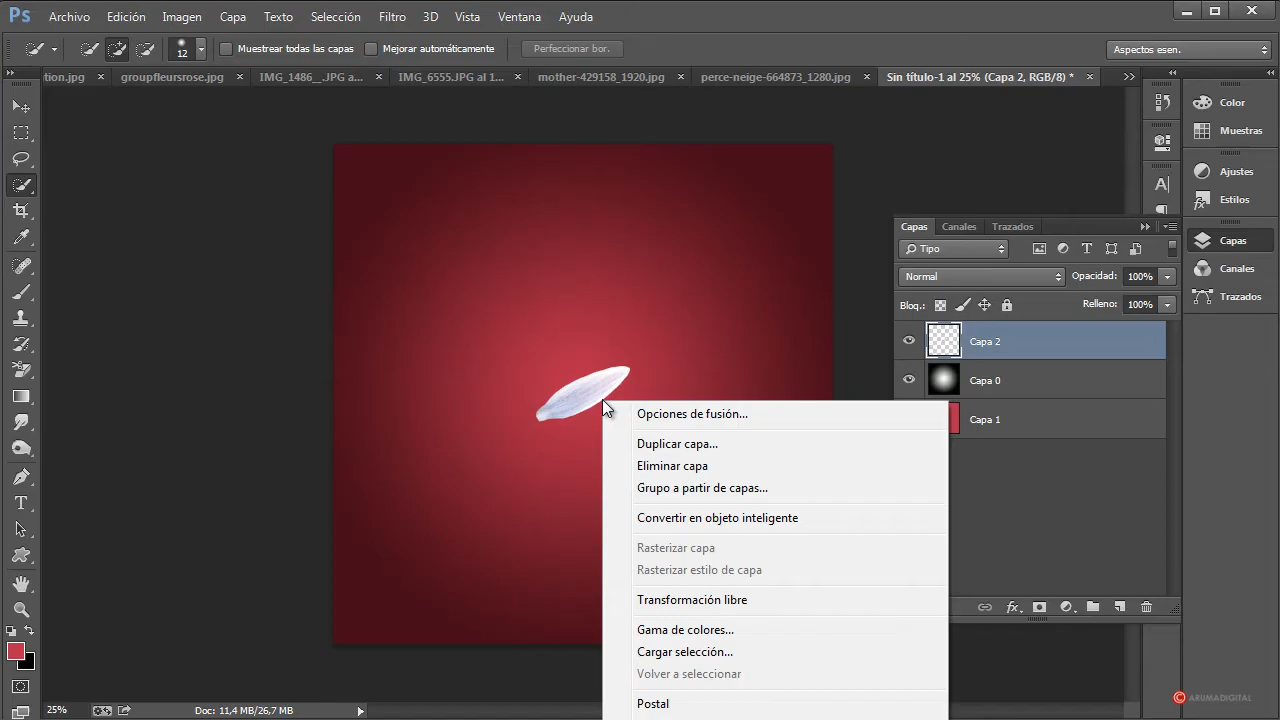 Ps Archivo Edición Imagen Capa Texto Selección Filtro 3D Vista Ventana Ayuda
12 Muestrear todas las capas Mejorar automáticamente Perfeccionar bor. Aspectos esen.
tion.jpg groupfleursrose.jpg IMG_1486__.JPG a... IMG_6555.JPG al 1... mother-429158_1920.jpg perce-neige-664873_1280.jpg Sin título-1 al 25% (Capa 2, RGB/8) *
Color
Muestras
Ajustes
Estilos
Capas
Canales
Trazados
Capas Canales Trazados
Tipo
Normal Opacidad: 100%
Bloq.: Relleno: 100%
Capa 2
Capa 0
Capa 1
Opciones de fusión...
Duplicar capa...
Eliminar capa
Grupo a partir de capas...
Convertir en objeto inteligente
Rasterizar capa
Rasterizar estilo de capa
Transformación libre
Gama de colores...
Cargar selección...
Volver a seleccionar
Postal
fx
T
25% Doc: 11,4 MB/26,7 MB
© ARUMADIGITAL